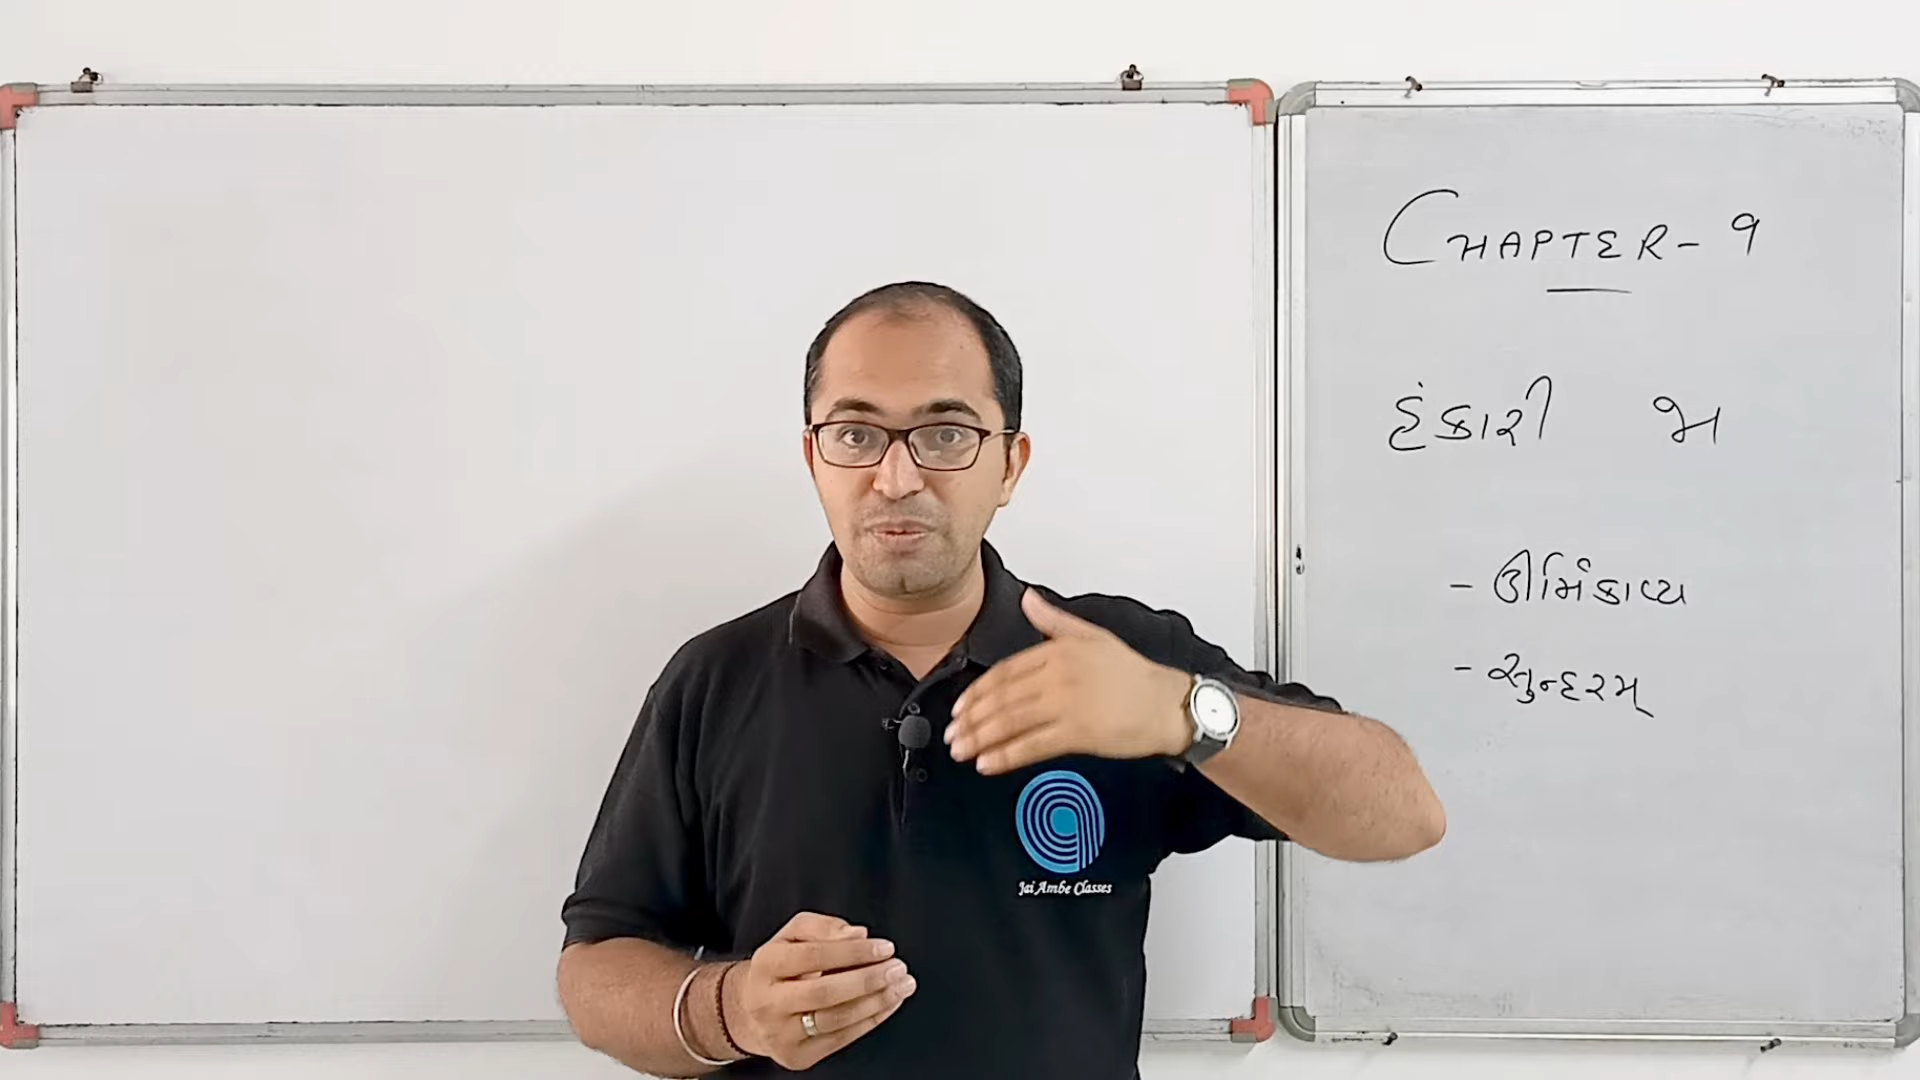 CHAPTER - 9
હંકારી જા
- ઊર્મિકાવ્ય
- સુન્દરમ્
Jai Ambe Classes